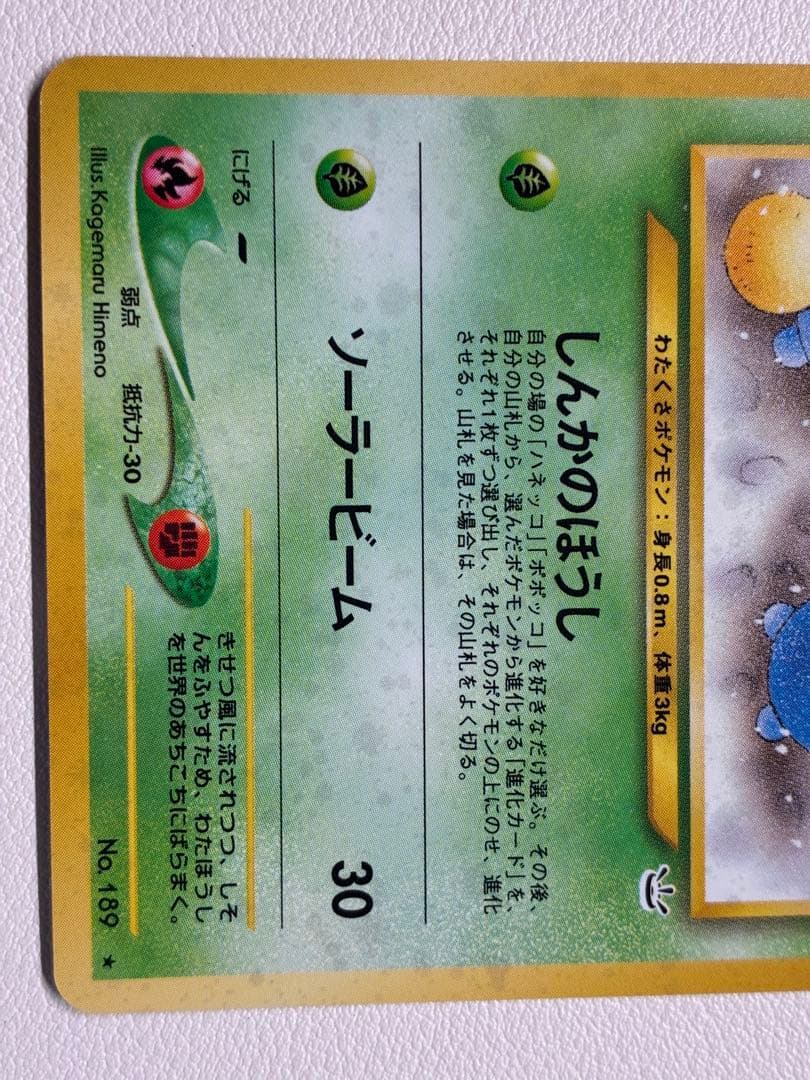 わたくさポケモン：身長0.8m、体重3kg
しんかのほうし
自分の場の「ハネッコ」「ポポッコ」を好きなだけ選ぶ。その後、
自分の山札から、選んだポケモンから進化する「進化カード」を、
それぞれ1枚ずつ選び出し、それぞれのポケモンの上にのせ、進化
させる。山札を見た場合は、その山札をよく切る。
ソーラービーム 30
にげる －
弱点 抵抗力-30
きせつ風に流されつつ、しそ
んをふやすため、わたほうし
を世界のあちこちにばらまく。
Illus. Kagemaru Himeno
No. 189 ★